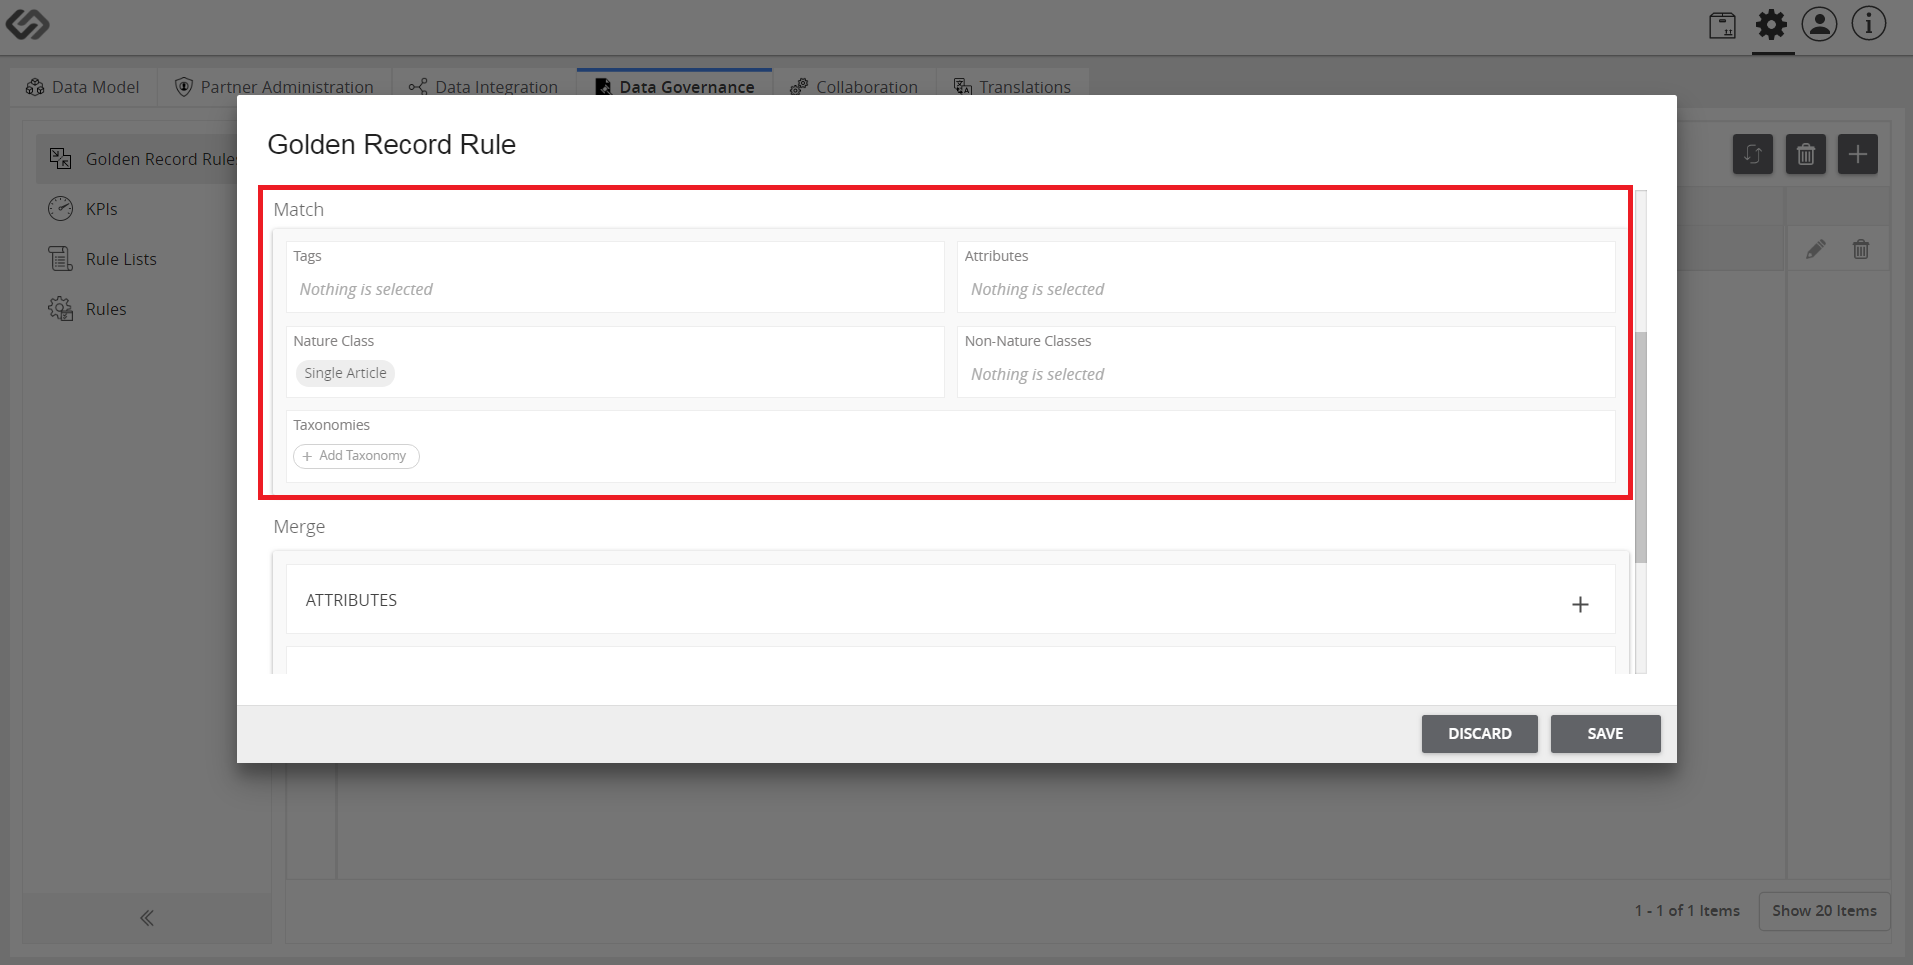 Data Model
Partner Administration
Data Integration
Data Governance
Collaboration
Translations
Golden Record Rule
KPIs
Rule Lists
Rules
Golden Record Rule
Match
Tags
Nothing is selected
Attributes
Nothing is selected
Nature Class
Single Article
Non-Nature Classes
Nothing is selected
Taxonomies
+ Add Taxonomy
Merge
ATTRIBUTES
DISCARD
SAVE
1 - 1 of 1 Items
Show 20 Items